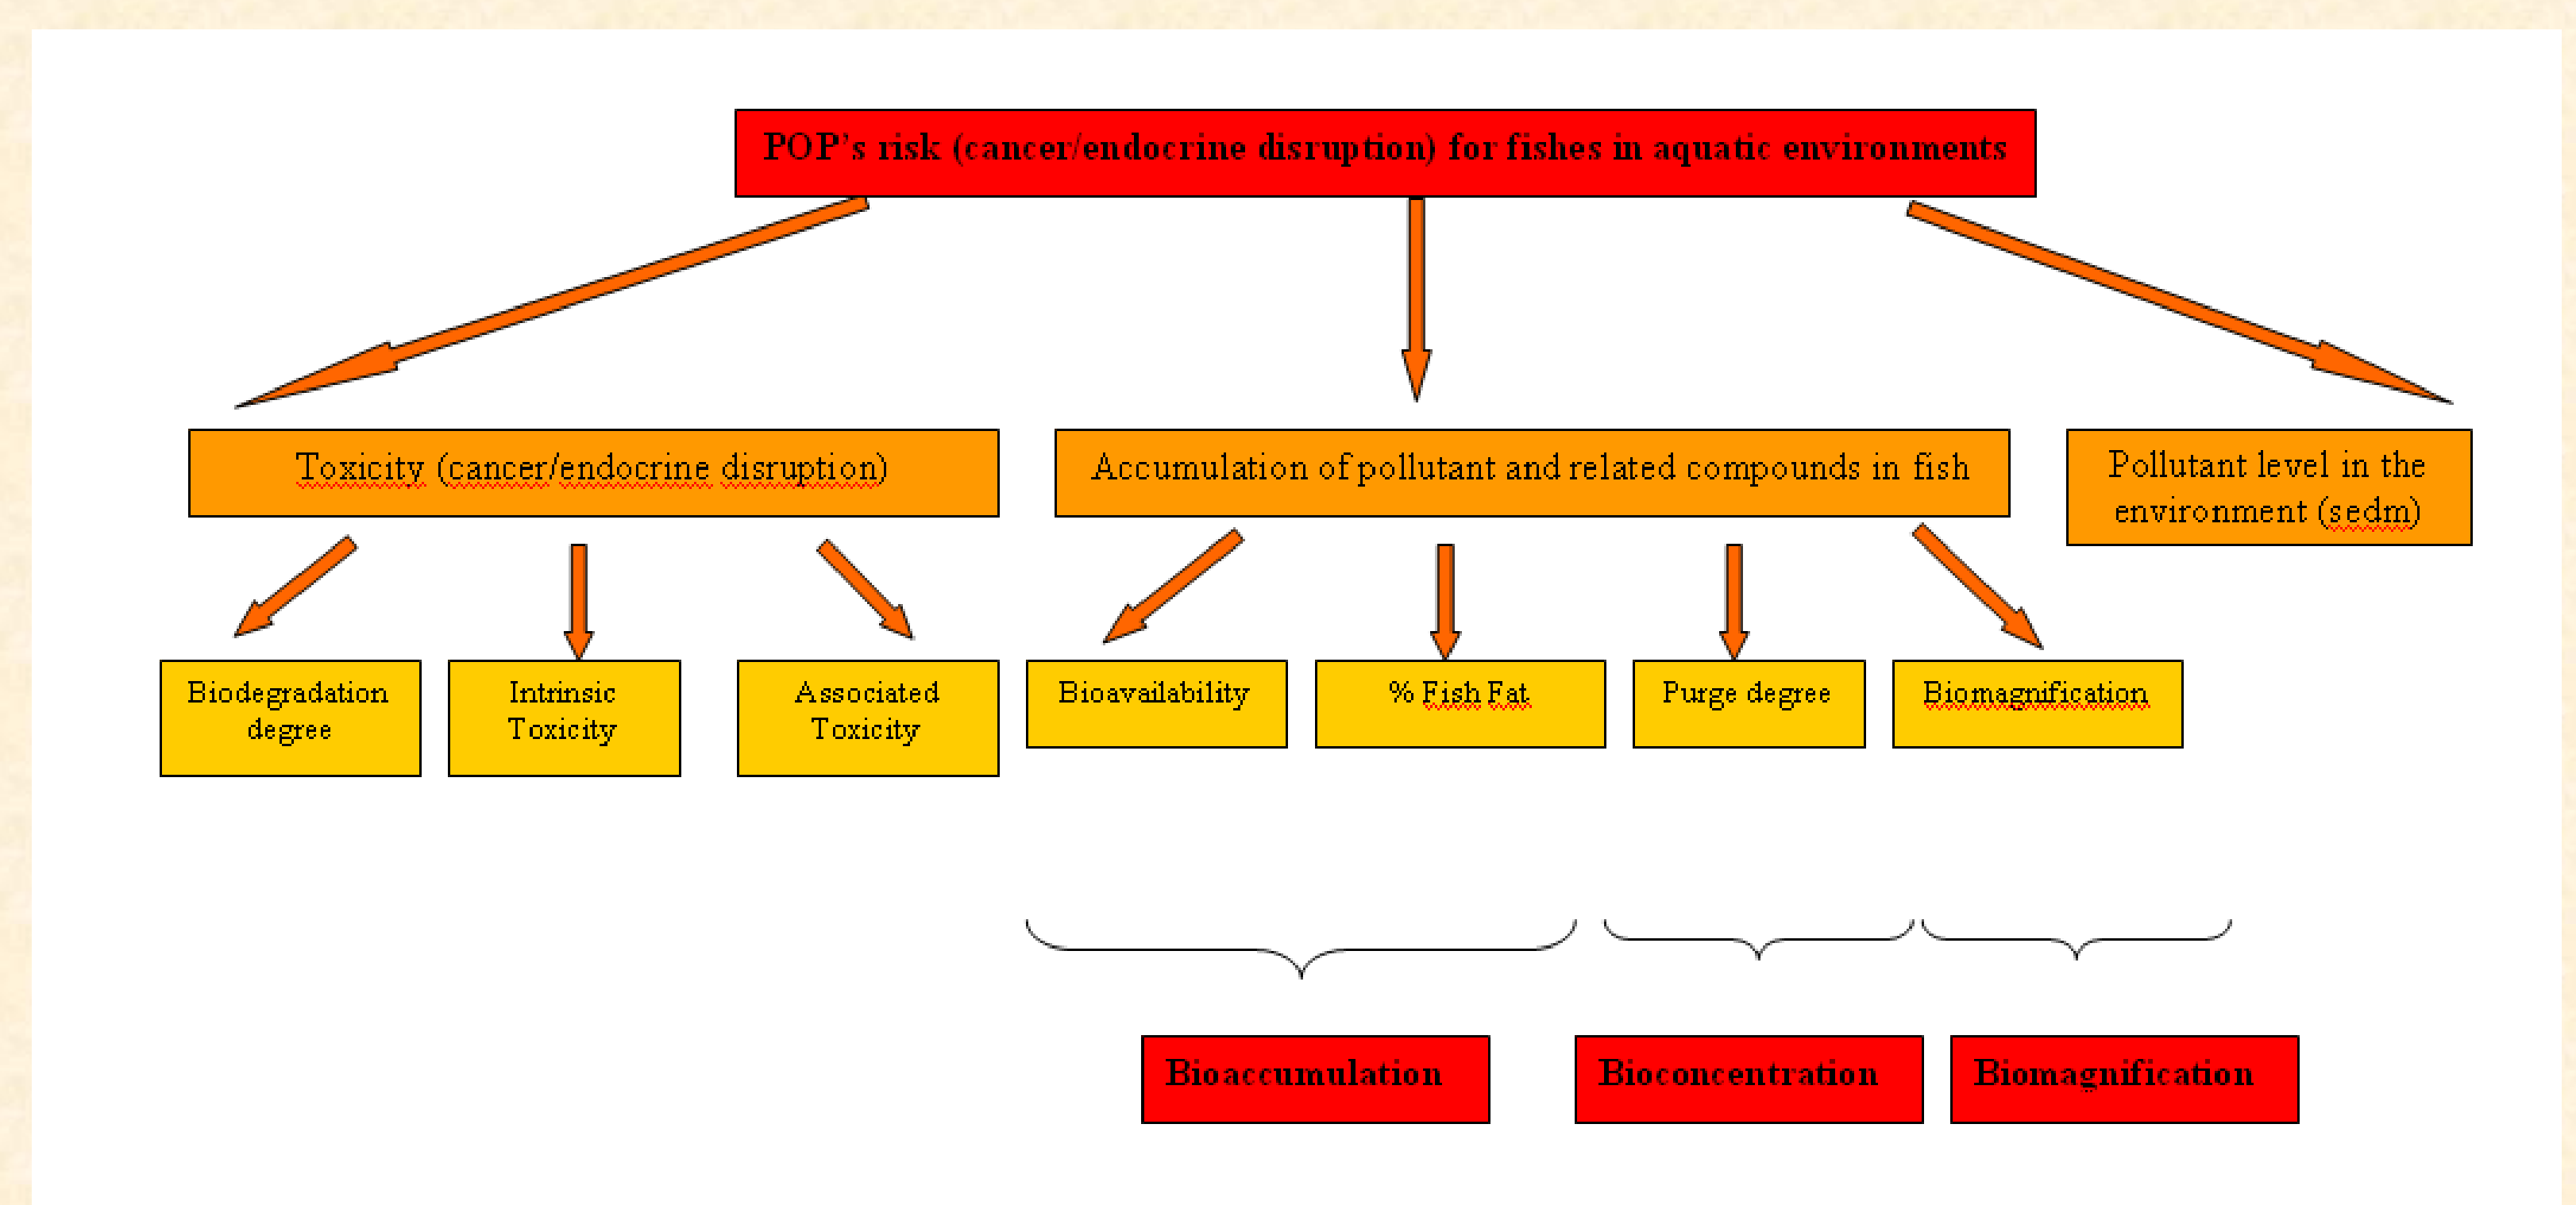 POP’s risk (cancer/endocrine disruption) for fishes in aquatic environments
Toxicity (cancer/endocrine disruption)
Accumulation of pollutant and related compounds in fish
Pollutant level in the
environment (sedm)
Biodegradation
degree
Intrinsic
Toxicity
Associated
Toxicity
Bioavailability
% Fish Fat
Purge degree
Biomagnification
Bioaccumulation
Bioconcentration
Biomagnification